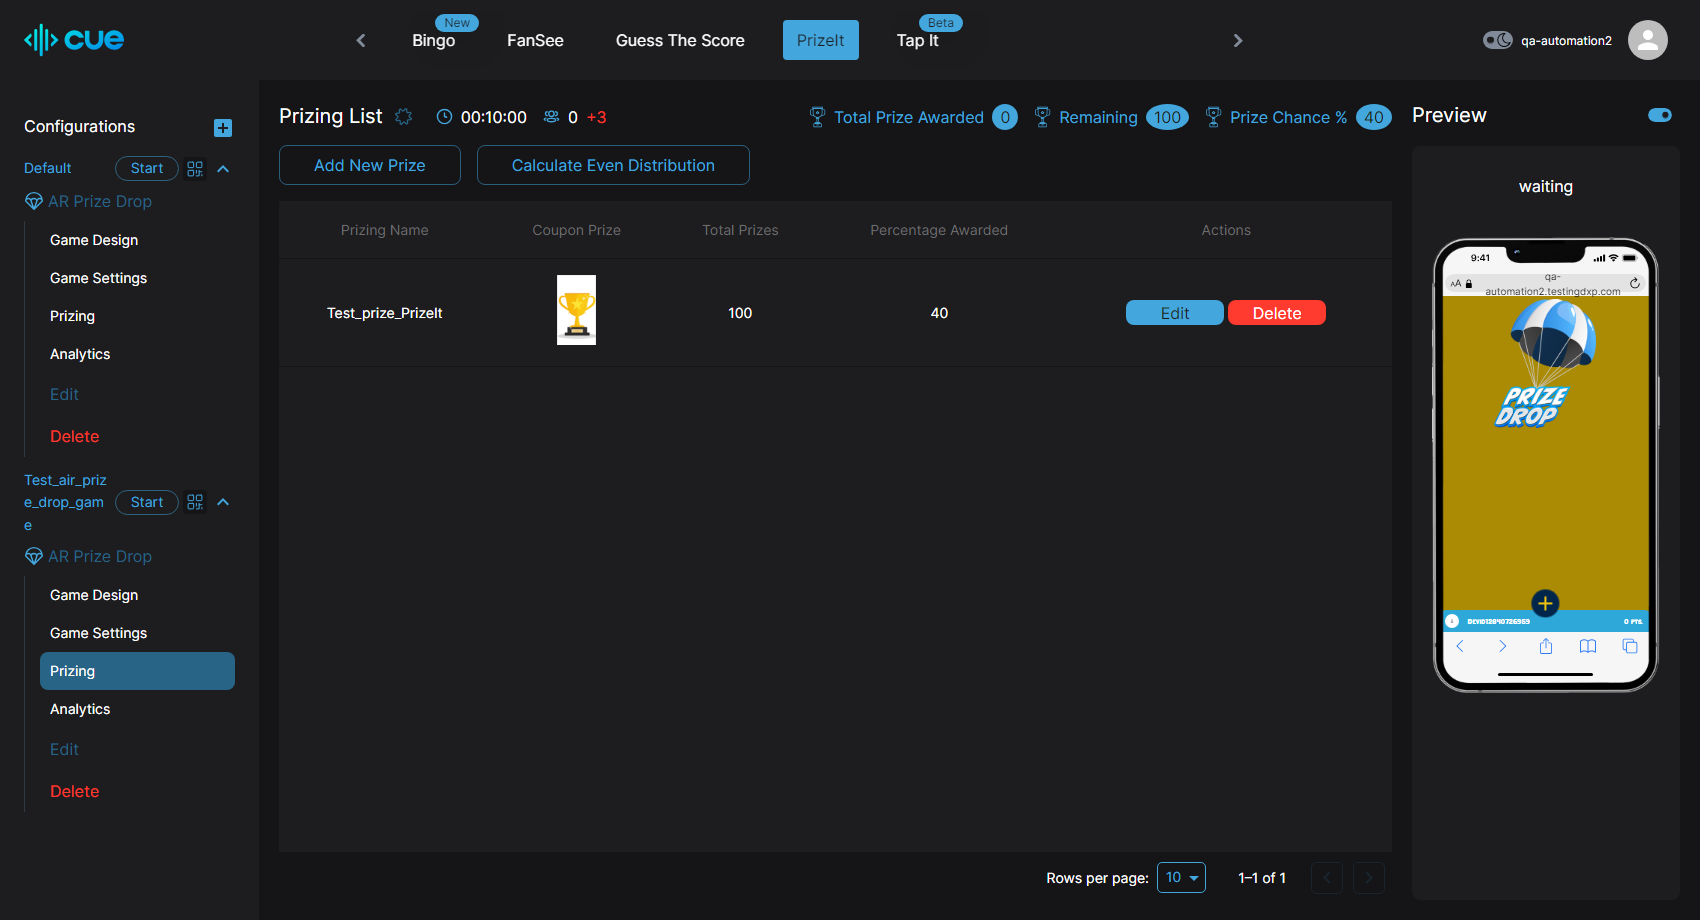 cue
New
Bingo
FanSee
Guess The Score
PrizeIt
Beta
Tap It
qa-automation2
Configurations
Default
Start
AR Prize Drop
Game Design
Game Settings
Prizing
Analytics
Edit
Delete
Test_air_priz
e_drop_gam
e
Start
AR Prize Drop
Game Design
Game Settings
Prizing
Analytics
Edit
Delete
Prizing List
00:10:00
0 +3
Total Prize Awarded 0
Remaining 100
Prize Chance % 40
Add New Prize
Calculate Even Distribution
Prizing Name
Coupon Prize
Total Prizes
Percentage Awarded
Actions
Test_prize_PrizeIt
100
40
Edit
Delete
Rows per page: 10
1–1 of 1
Preview
waiting
9:41
AA
qa-
automation2.testingdxp.com
PRIZE
DROP
0 PTS.